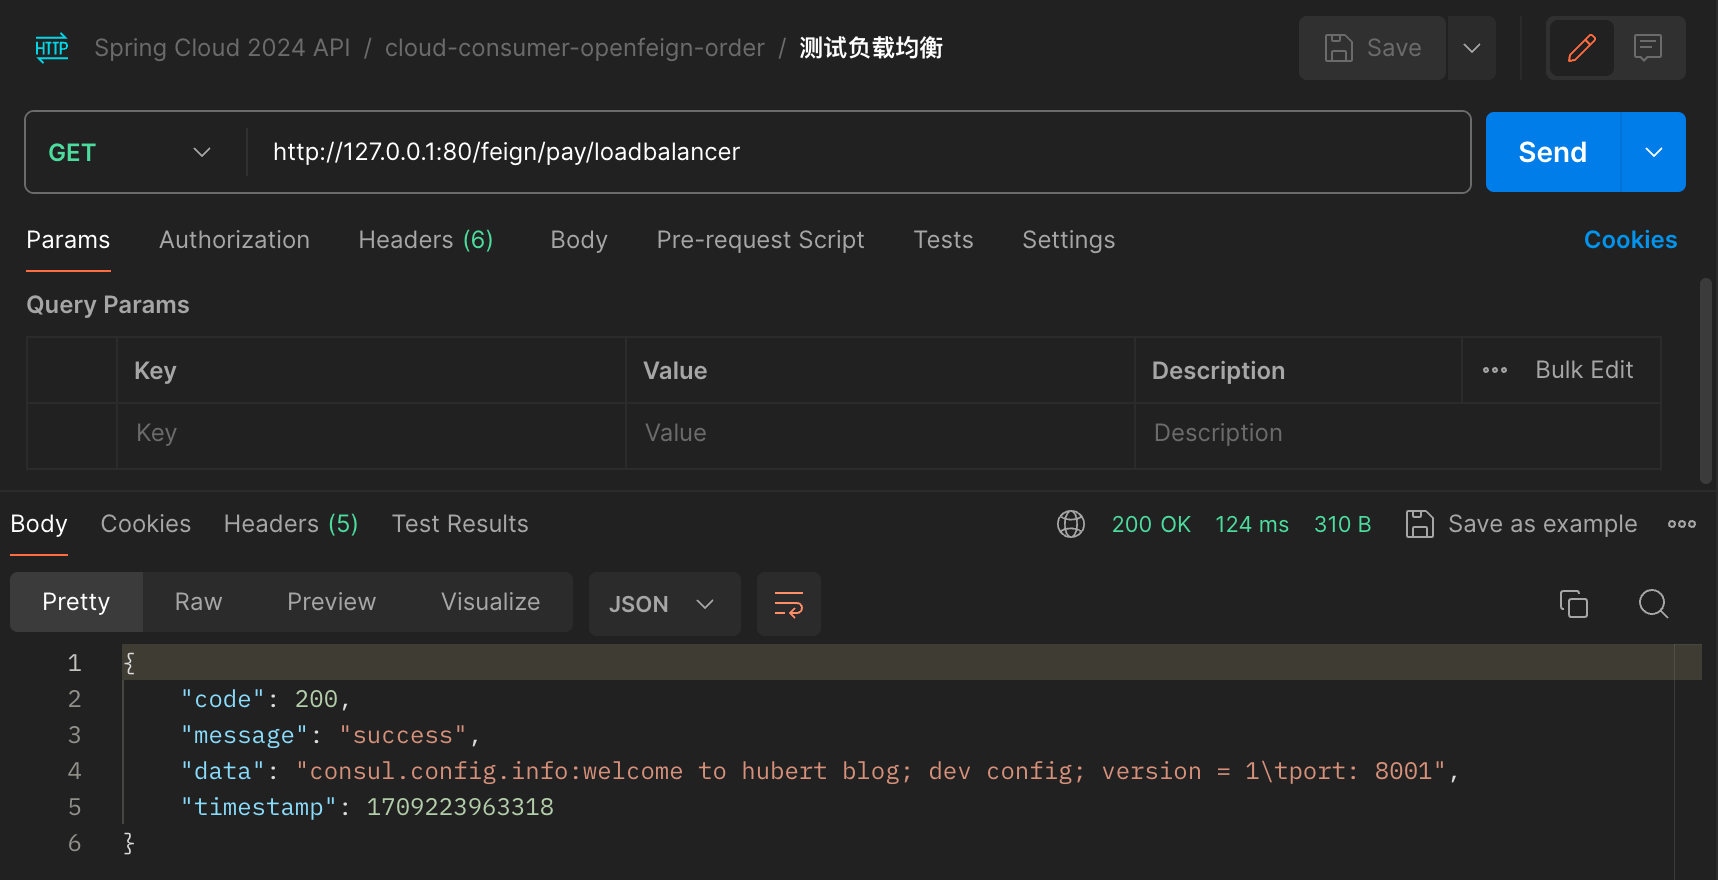 HTTP Spring Cloud 2024 API / cloud-consumer-openfeign-order / 测试负载均衡 Save
GET http://127.0.0.1:80/feign/pay/loadbalancer Send
Params Authorization Headers (6) Body Pre-request Script Tests Settings Cookies
Query Params
Key Value Description Bulk Edit
Key Value Description
Body Cookies Headers (5) Test Results 200 OK 124 ms 310 B Save as example
Pretty Raw Preview Visualize JSON
1 {
2 "code": 200,
3 "message": "success",
4 "data": "consul.config.info:welcome to hubert blog; dev config; version = 1\tport: 8001",
5 "timestamp": 1709223963318
6 }